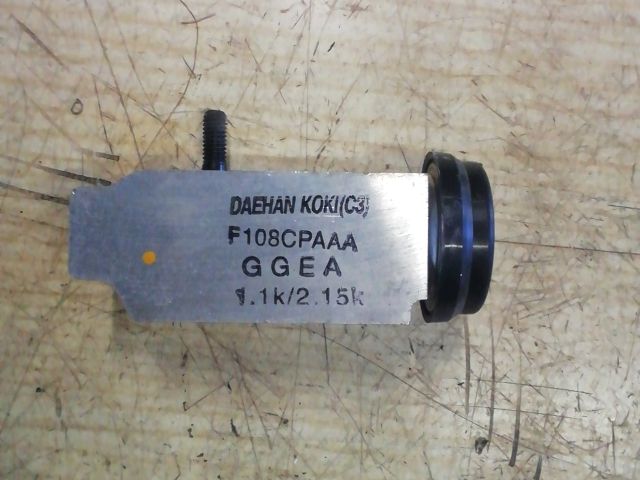 DAEHAN KOKI(C3)
F108CPAAA
GGEA
1.1k/2.15k